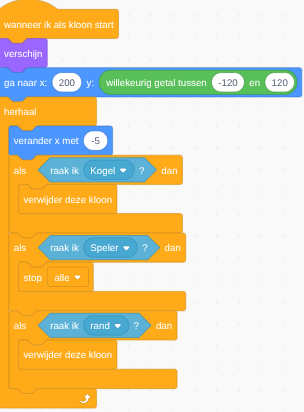 wanneer ik als kloon start
verschijn
ga naar x: 200 y: willekeurig getal tussen -120 en 120
herhaal
verander x met -5
als raak ik Kogel ? dan
verwijder deze kloon
als raak ik Speler ? dan
stop alle
als raak ik rand ? dan
verwijder deze kloon